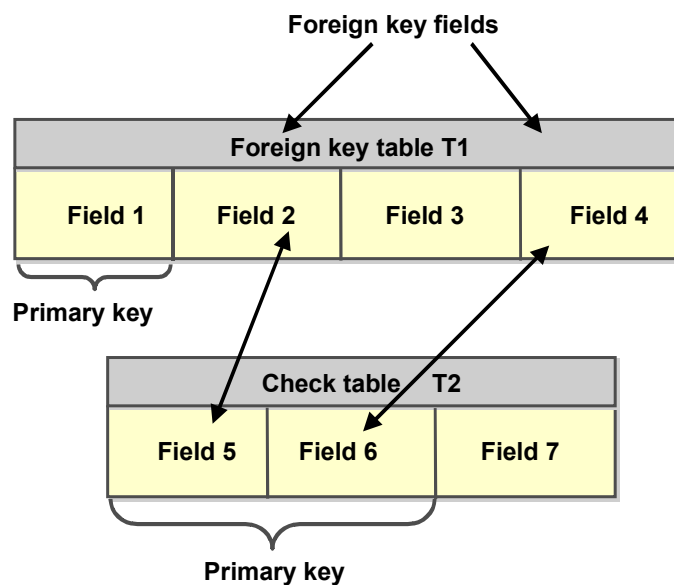 Foreign key fields
Foreign key table T1
Field 1 Field 2 Field 3 Field 4
Primary key
Check table T2
Field 5 Field 6 Field 7
Primary key